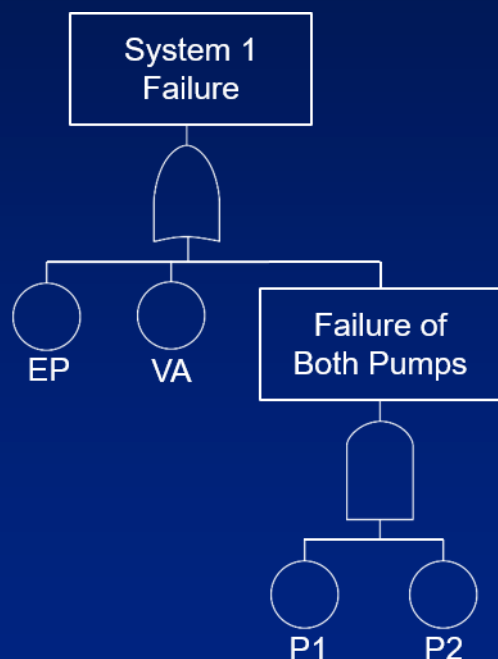 System 1
Failure
EP
VA
Failure of
Both Pumps
P1
P2